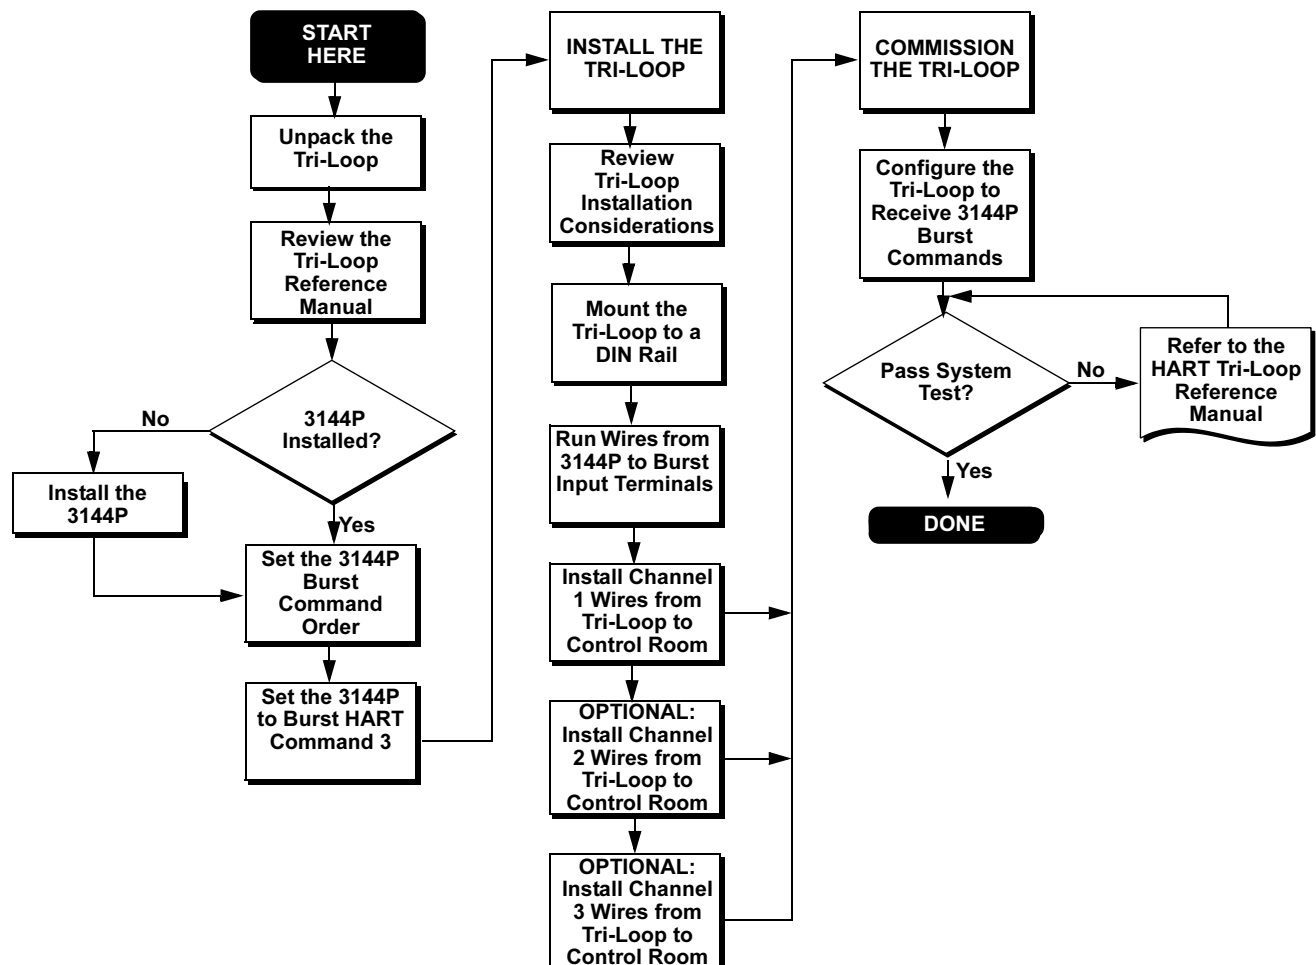 START
HERE
Unpack the
Tri-Loop
Review the
Tri-Loop
Reference
Manual
3144P
Installed?
No
Install the
3144P
Yes
Set the 3144P
Burst
Command
Order
Set the 3144P
to Burst HART
Command 3
INSTALL THE
TRI-LOOP
Review
Tri-Loop
Installation
Considerations
Mount the
Tri-Loop to a
DIN Rail
Run Wires from
3144P to Burst
Input Terminals
Install Channel
1 Wires from
Tri-Loop to
Control Room
OPTIONAL:
Install Channel
2 Wires from
Tri-Loop to
Control Room
OPTIONAL:
Install Channel
3 Wires from
Tri-Loop to
Control Room
COMMISSION
THE TRI-LOOP
Configure the
Tri-Loop to
Receive 3144P
Burst
Commands
Pass System
Test?
No
Refer to the
HART Tri-Loop
Reference
Manual
Yes
DONE